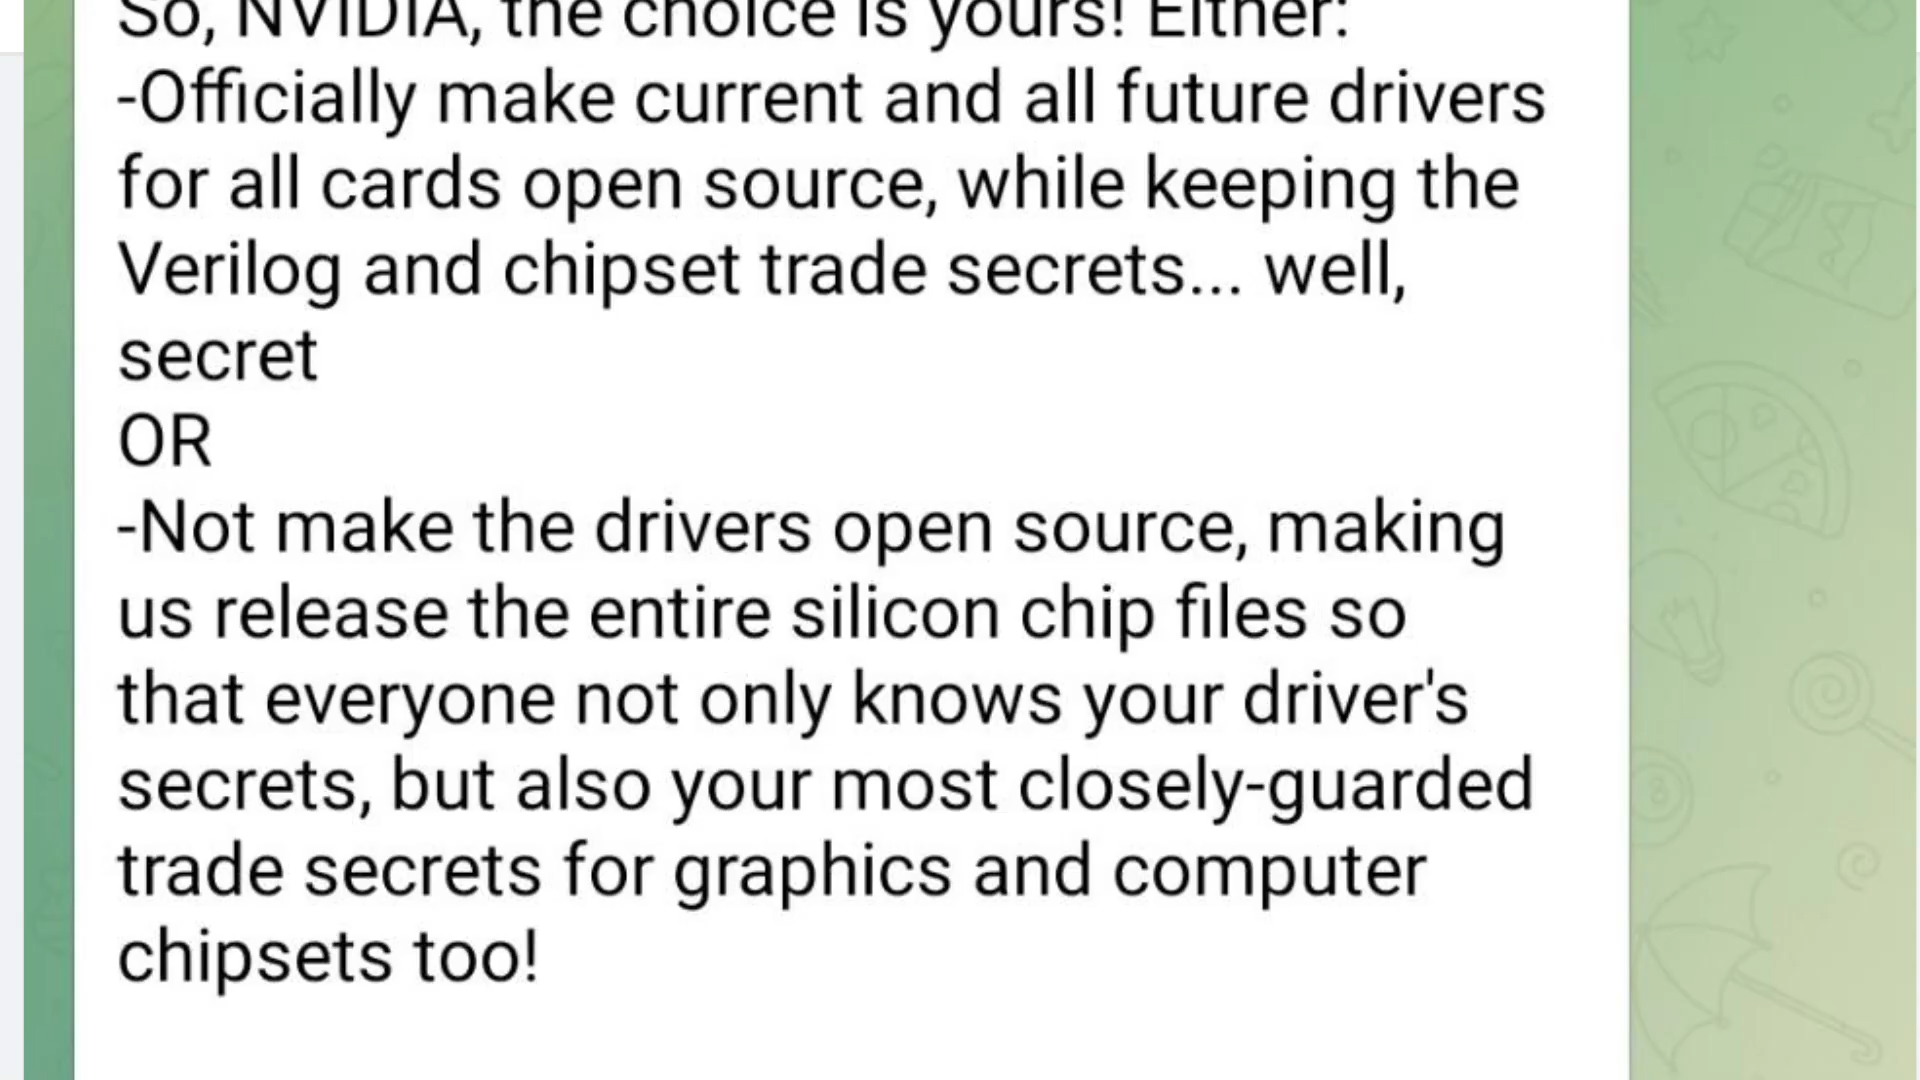 So, NVIDIA, the choice is yours! Either:
-Officially make current and all future drivers
for all cards open source, while keeping the
Verilog and chipset trade secrets... well,
secret
OR
-Not make the drivers open source, making
us release the entire silicon chip files so
that everyone not only knows your driver's
secrets, but also your most closely-guarded
trade secrets for graphics and computer
chipsets too!